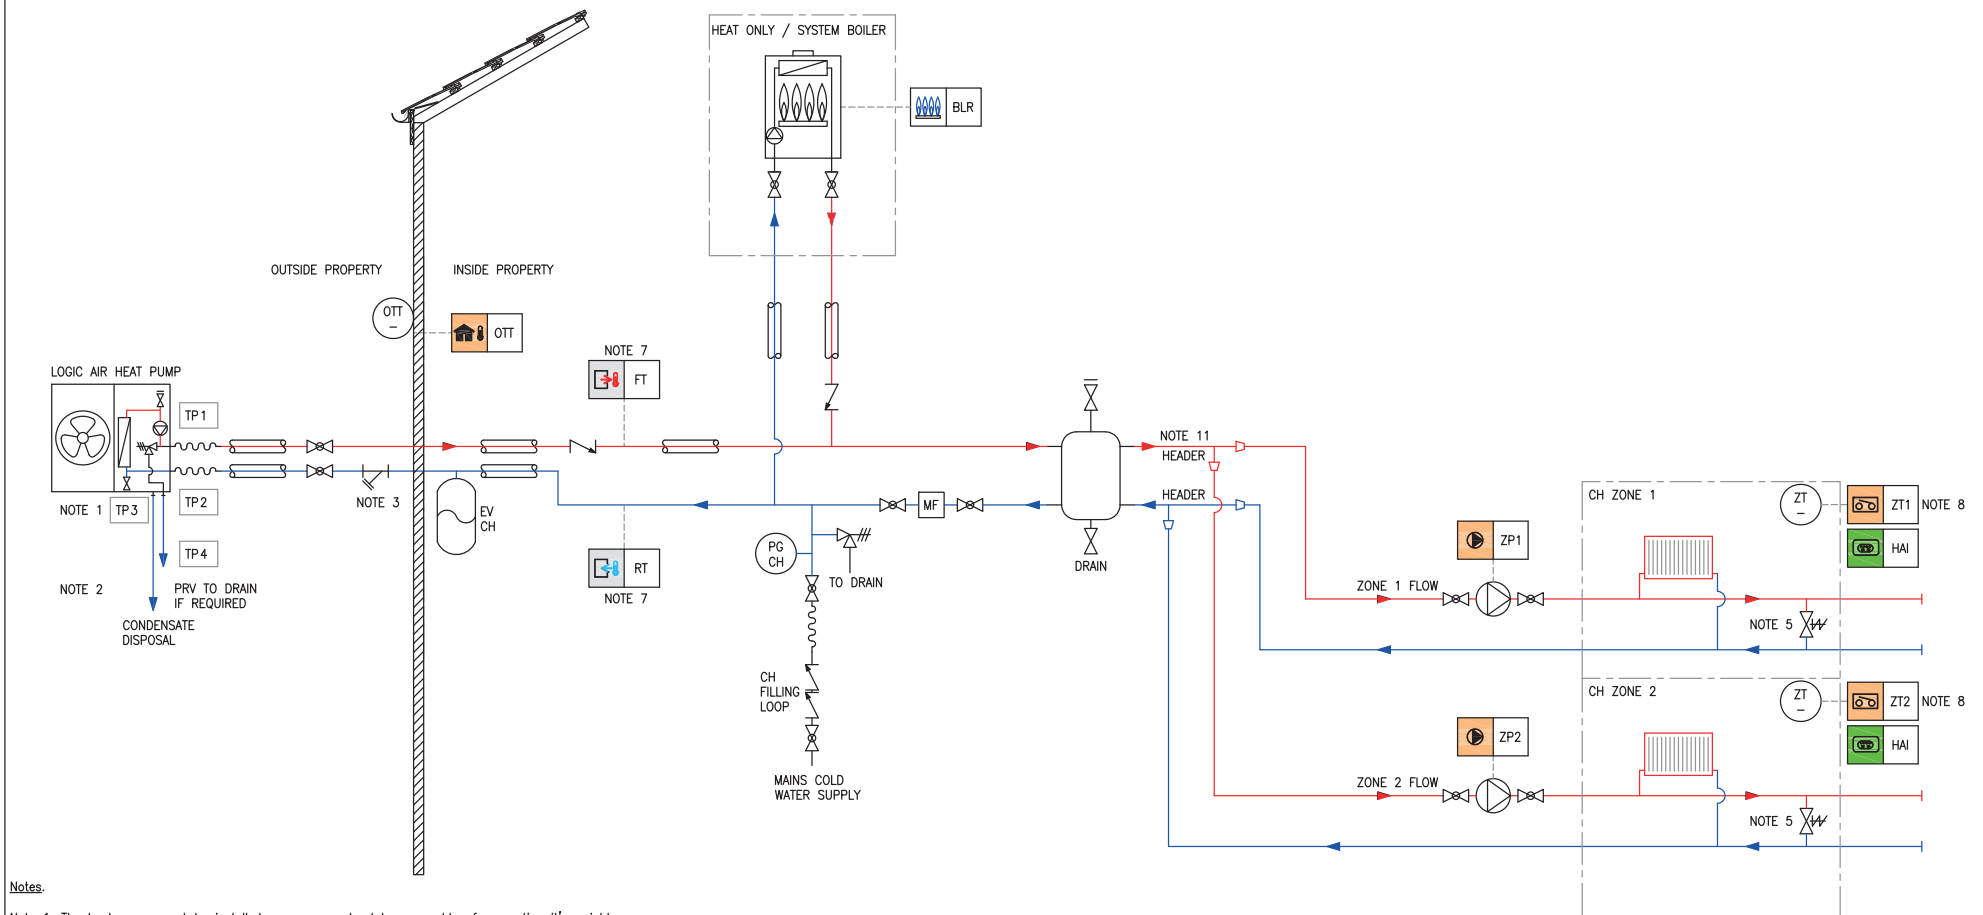 HEAT ONLY / SYSTEM BOILER
BLR
OUTSIDE PROPERTY
INSIDE PROPERTY
OTT
–
OTT
NOTE 7
FT
LOGIC AIR HEAT PUMP
TP1
TP2
NOTE 1
TP3
NOTE 3
TP4
NOTE 2
PRV TO DRAIN
IF REQUIRED
CONDENSATE
DISPOSAL
EV
CH
RT
NOTE 7
PG
CH
TO DRAIN
MF
CH
FILLING
LOOP
MAINS COLD
WATER SUPPLY
DRAIN
NOTE 11
HEADER
HEADER
CH ZONE 1
ZT
–
ZT1
NOTE 8
HAI
ZP1
ZONE 1 FLOW
NOTE 5
CH ZONE 2
ZT
–
ZT2
NOTE 8
HAI
ZP2
ZONE 2 FLOW
NOTE 5
Notes.